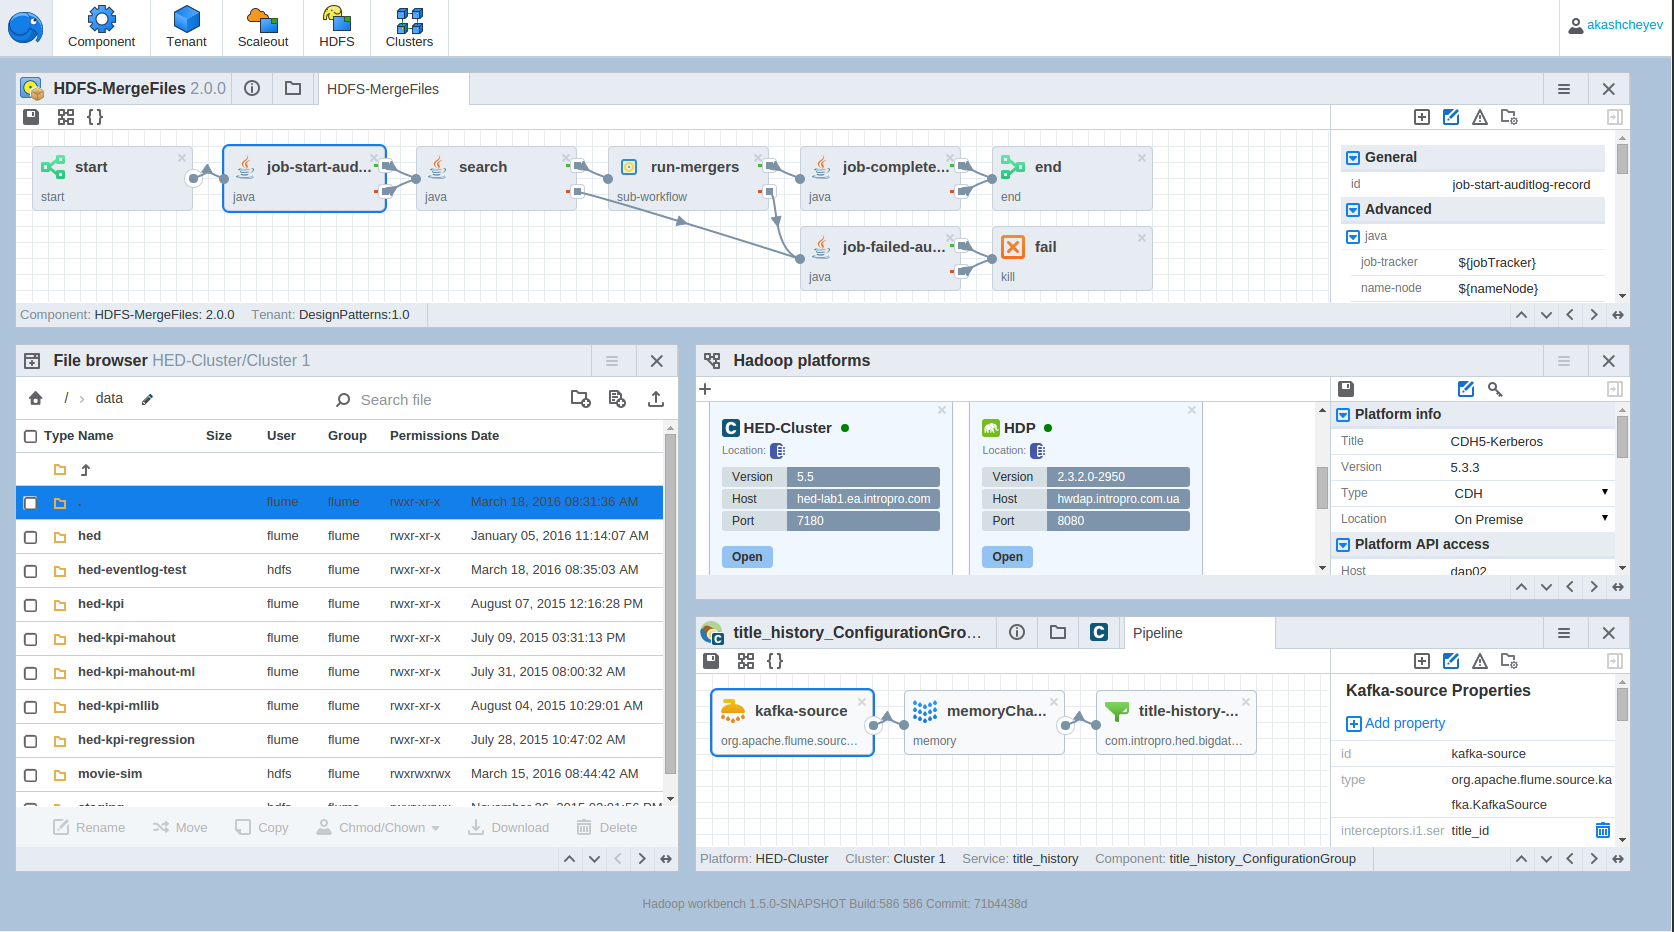 Component
Tenant
Scaleout
HDFS
Clusters
akashcheyev
HDFS-MergeFiles 2.0.0
HDFS-MergeFiles
start
start
job-start-aud...
java
search
java
run-mergers
sub-workflow
job-complete...
java
end
end
job-failed-au...
java
fail
kill
General
id job-start-auditlog-record
Advanced
java
job-tracker ${jobTracker}
name-node ${nameNode}
Component: HDFS-MergeFiles: 2.0.0 Tenant: DesignPatterns:1.0
File browser HED-Cluster/Cluster 1
/ › data
Search file
Type Name Size User Group Permissions Date
. flume flume rwxr-xr-x March 18, 2016 08:31:36 AM
hed flume flume rwxr-xr-x January 05, 2016 11:14:07 AM
hed-eventlog-test hdfs flume rwxr-xr-x March 18, 2016 08:35:03 AM
hed-kpi flume flume rwxr-xr-x August 07, 2015 12:16:28 PM
hed-kpi-mahout flume flume rwxr-xr-x July 09, 2015 03:31:13 PM
hed-kpi-mahout-ml flume flume rwxr-xr-x July 31, 2015 08:00:32 AM
hed-kpi-mllib flume flume rwxr-xr-x August 04, 2015 10:29:01 AM
hed-kpi-regression flume flume rwxr-xr-x July 28, 2015 10:47:02 AM
movie-sim hdfs flume rwxrwxrwx March 15, 2016 08:44:42 AM
Rename Move Copy Chmod/Chown Download Delete
Hadoop platforms
HED-Cluster
Location:
Version 5.5
Host hed-lab1.ea.intropro.com
Port 7180
Open
HDP
Location:
Version 2.3.2.0-2950
Host hwdap.intropro.com.ua
Port 8080
Open
Platform info
Title CDH5-Kerberos
Version 5.3.3
Type CDH
Location On Premise
Platform API access
Host dap02
title_history_ConfigurationGro...
Pipeline
kafka-source
org.apache.flume.sourc...
memoryCha...
memory
title-history-...
com.intropro.hed.bigdat...
Kafka-source Properties
Add property
id kafka-source
type org.apache.flume.source.ka
fka.KafkaSource
interceptors.i1.ser title_id
Platform: HED-Cluster Cluster: Cluster 1 Service: title_history Component: title_history_ConfigurationGroup
Hadoop workbench 1.5.0-SNAPSHOT Build:586 586 Commit: 71b4438d